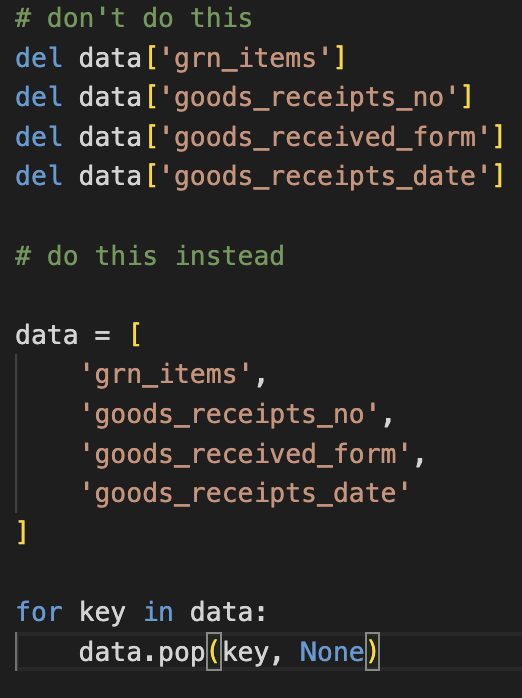 # don't do this
del data['grn_items']
del data['goods_receipts_no']
del data['goods_received_form']
del data['goods_receipts_date']
# do this instead
data = [
    'grn_items',
    'goods_receipts_no',
    'goods_received_form',
    'goods_receipts_date'
]
for key in data:
    data.pop(key, None)